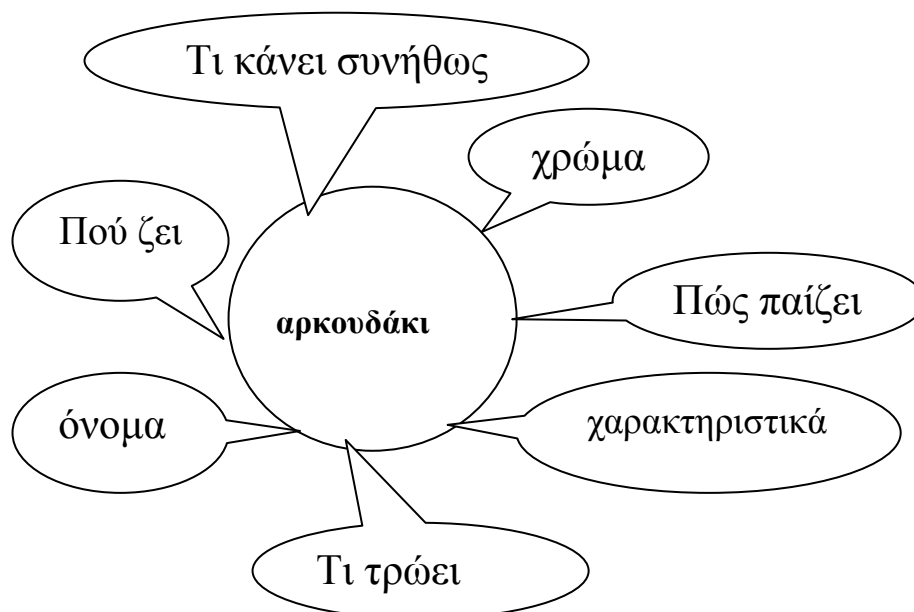 Τι κάνει συνήθως
χρώμα
Πού ζει
Πώς παίζει
αρκουδάκι
όνομα
χαρακτηριστικά
Τι τρώει